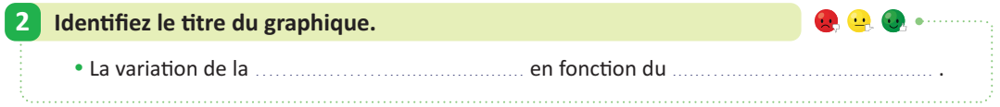 2 Identifiez le titre du graphique.
• La variation de la ........................................ en fonction du ........................................ .